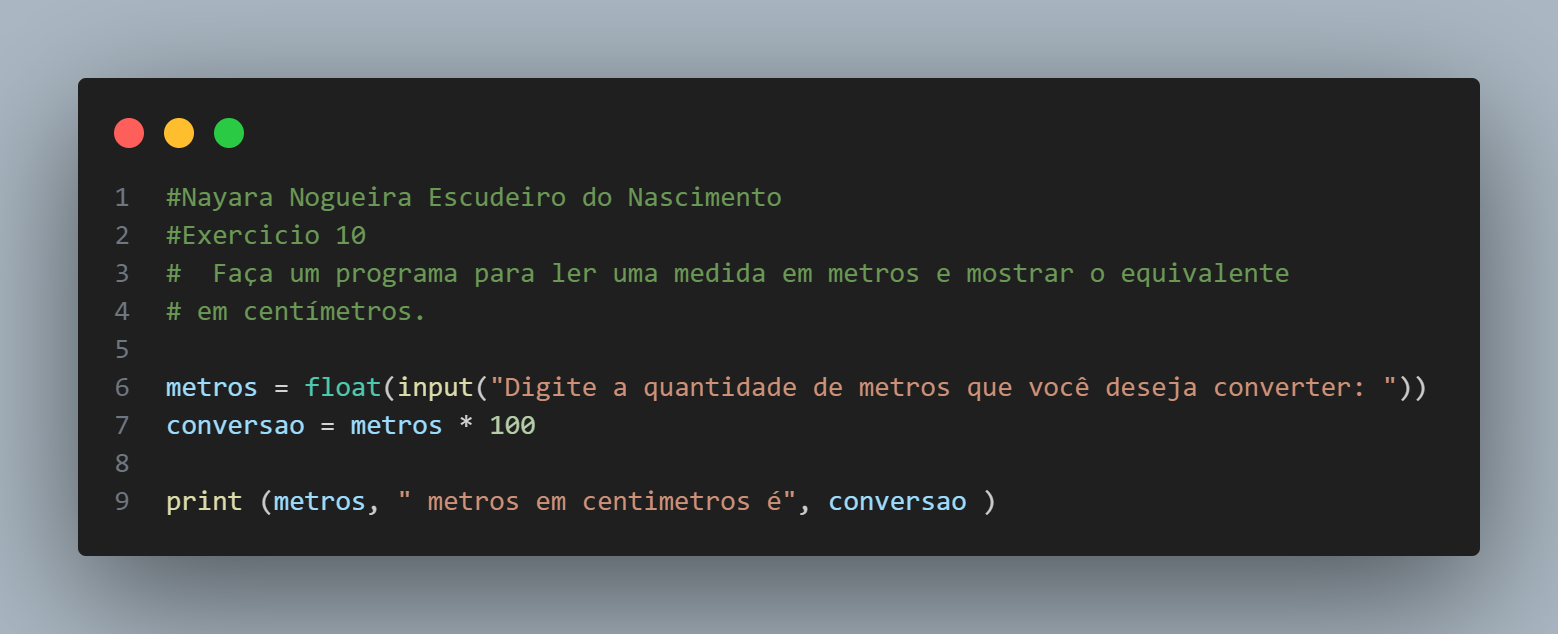 1 #Nayara Nogueira Escudeiro do Nascimento
2 #Exercicio 10
3 #  Faça um programa para ler uma medida em metros e mostrar o equivalente
4 # em centímetros.
5
6 metros = float(input("Digite a quantidade de metros que você deseja converter: "))
7 conversao = metros * 100
8
9 print (metros, " metros em centimetros é", conversao )